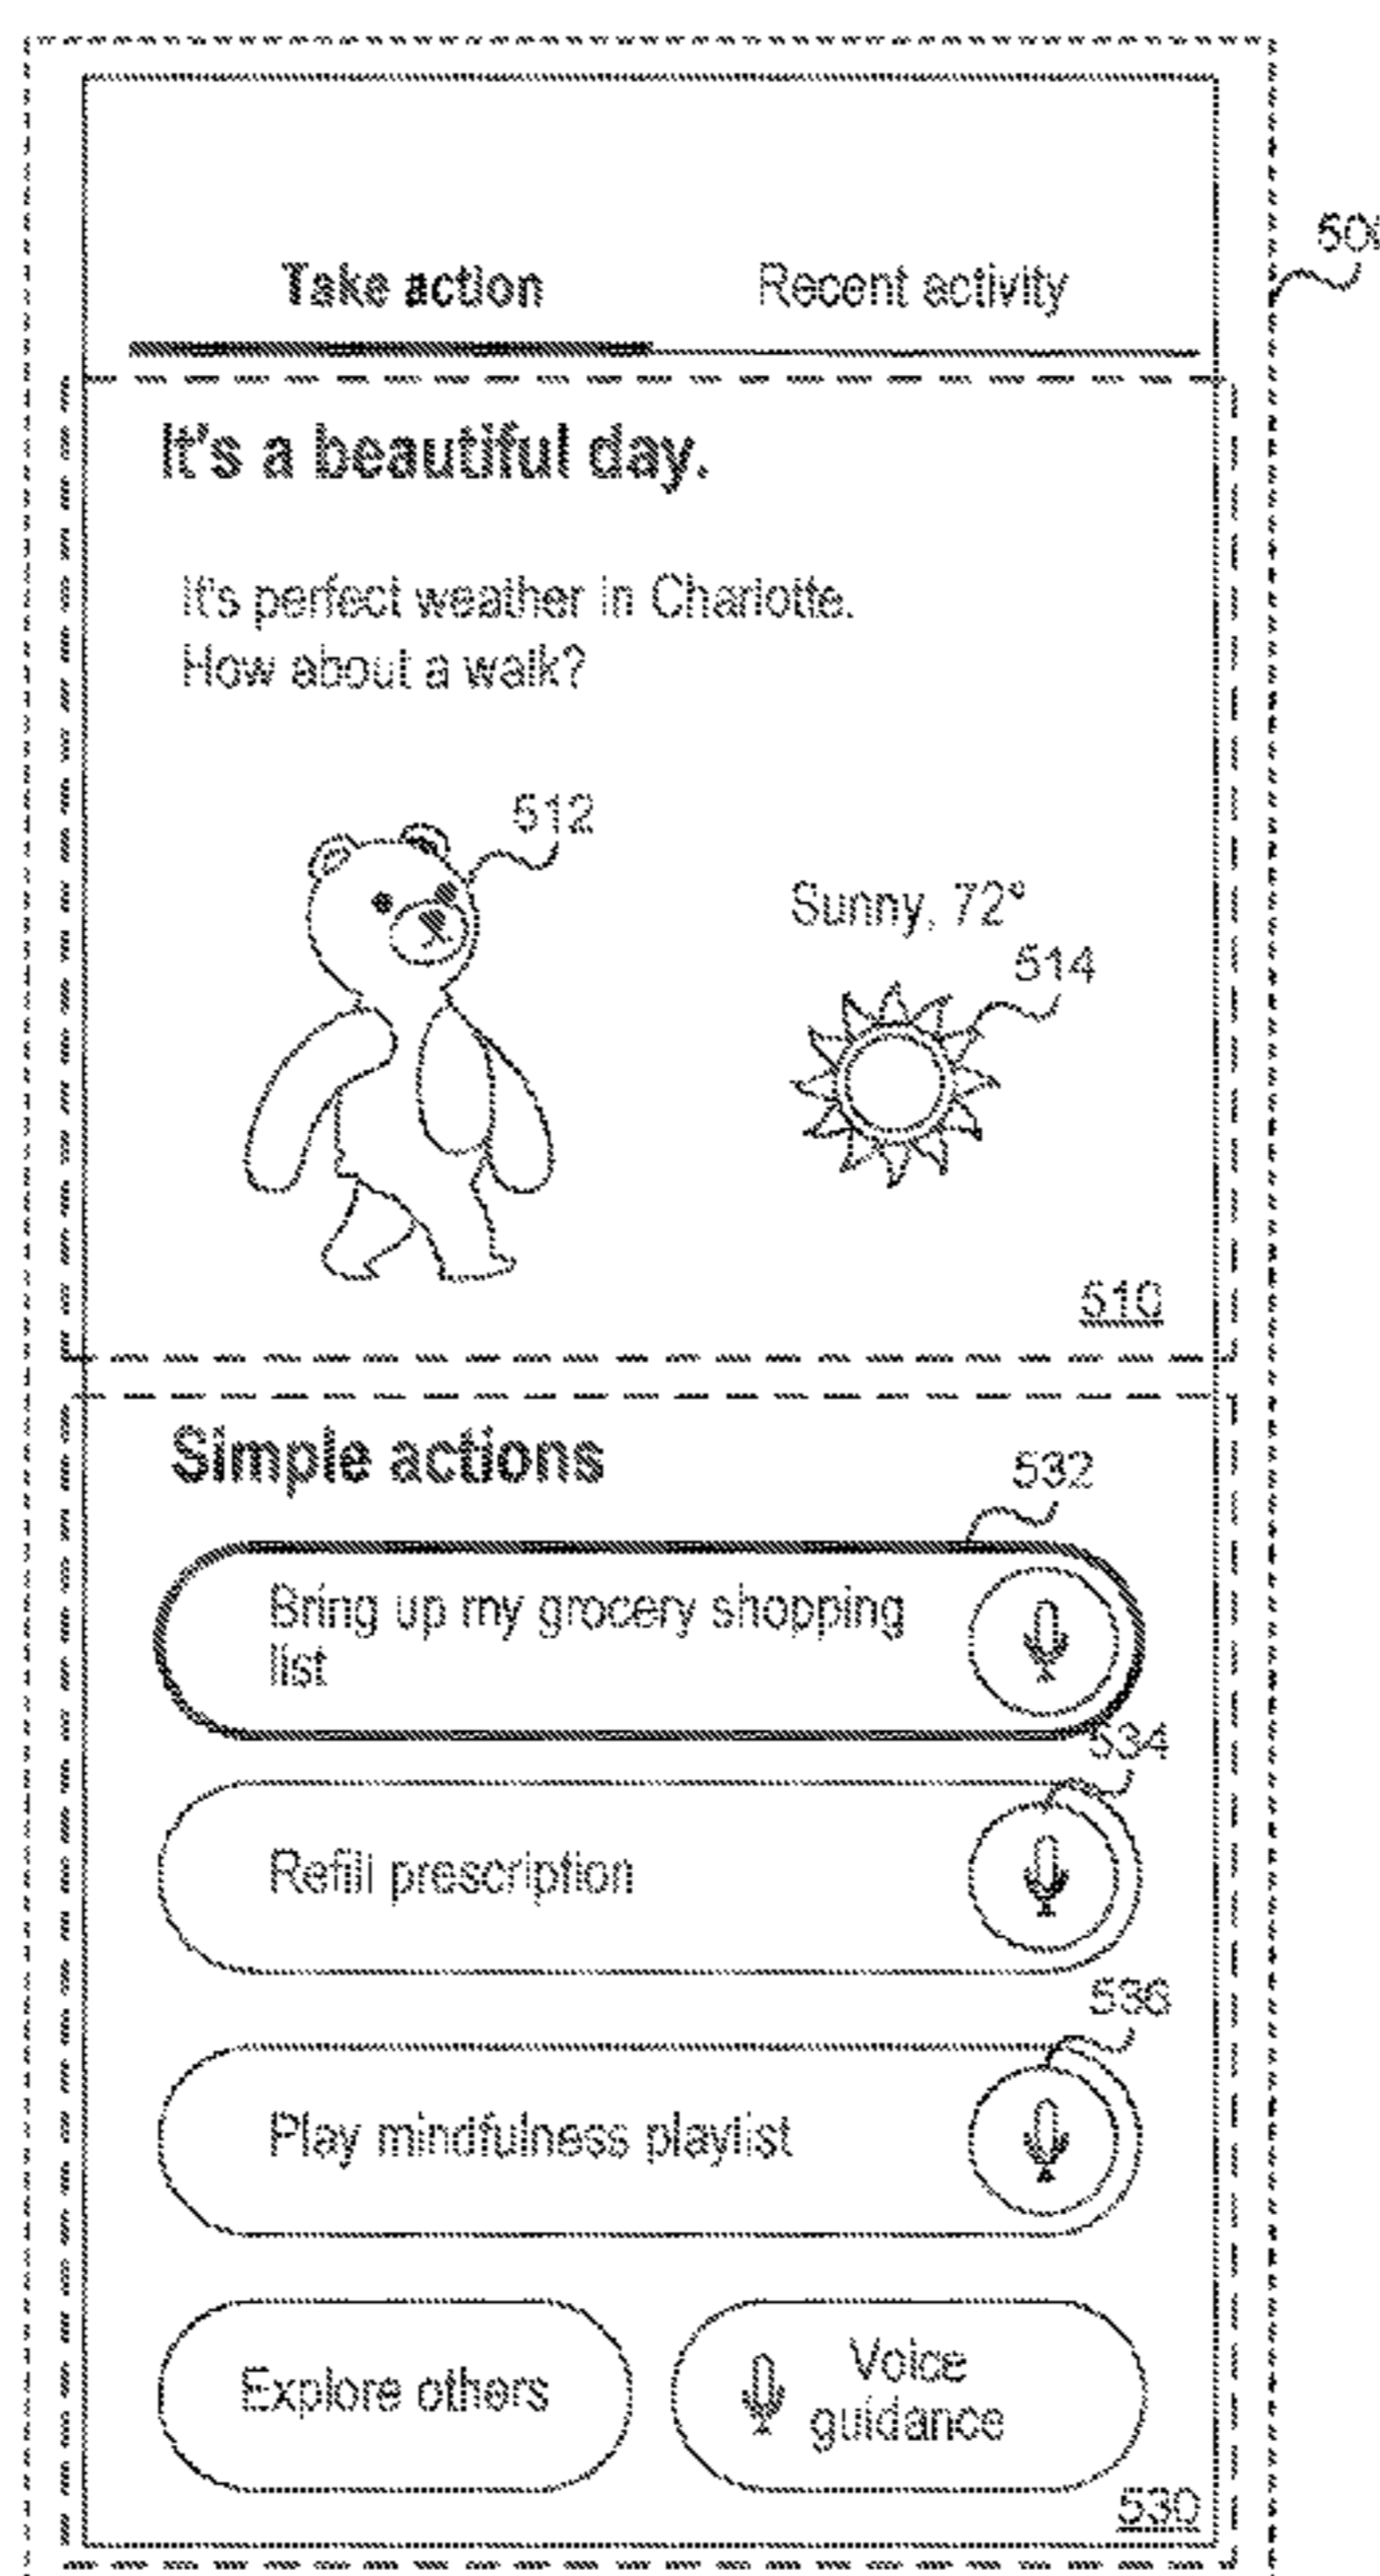 Take action Recent activity
It's a beautiful day.
It's perfect weather in Charlotte.
How about a walk?
512
Sunny, 72°
514
510
Simple actions
532
Bring up my grocery shopping
list
534
Refill prescription
536
Play mindfulness playlist
Explore others
Voice
guidance
530